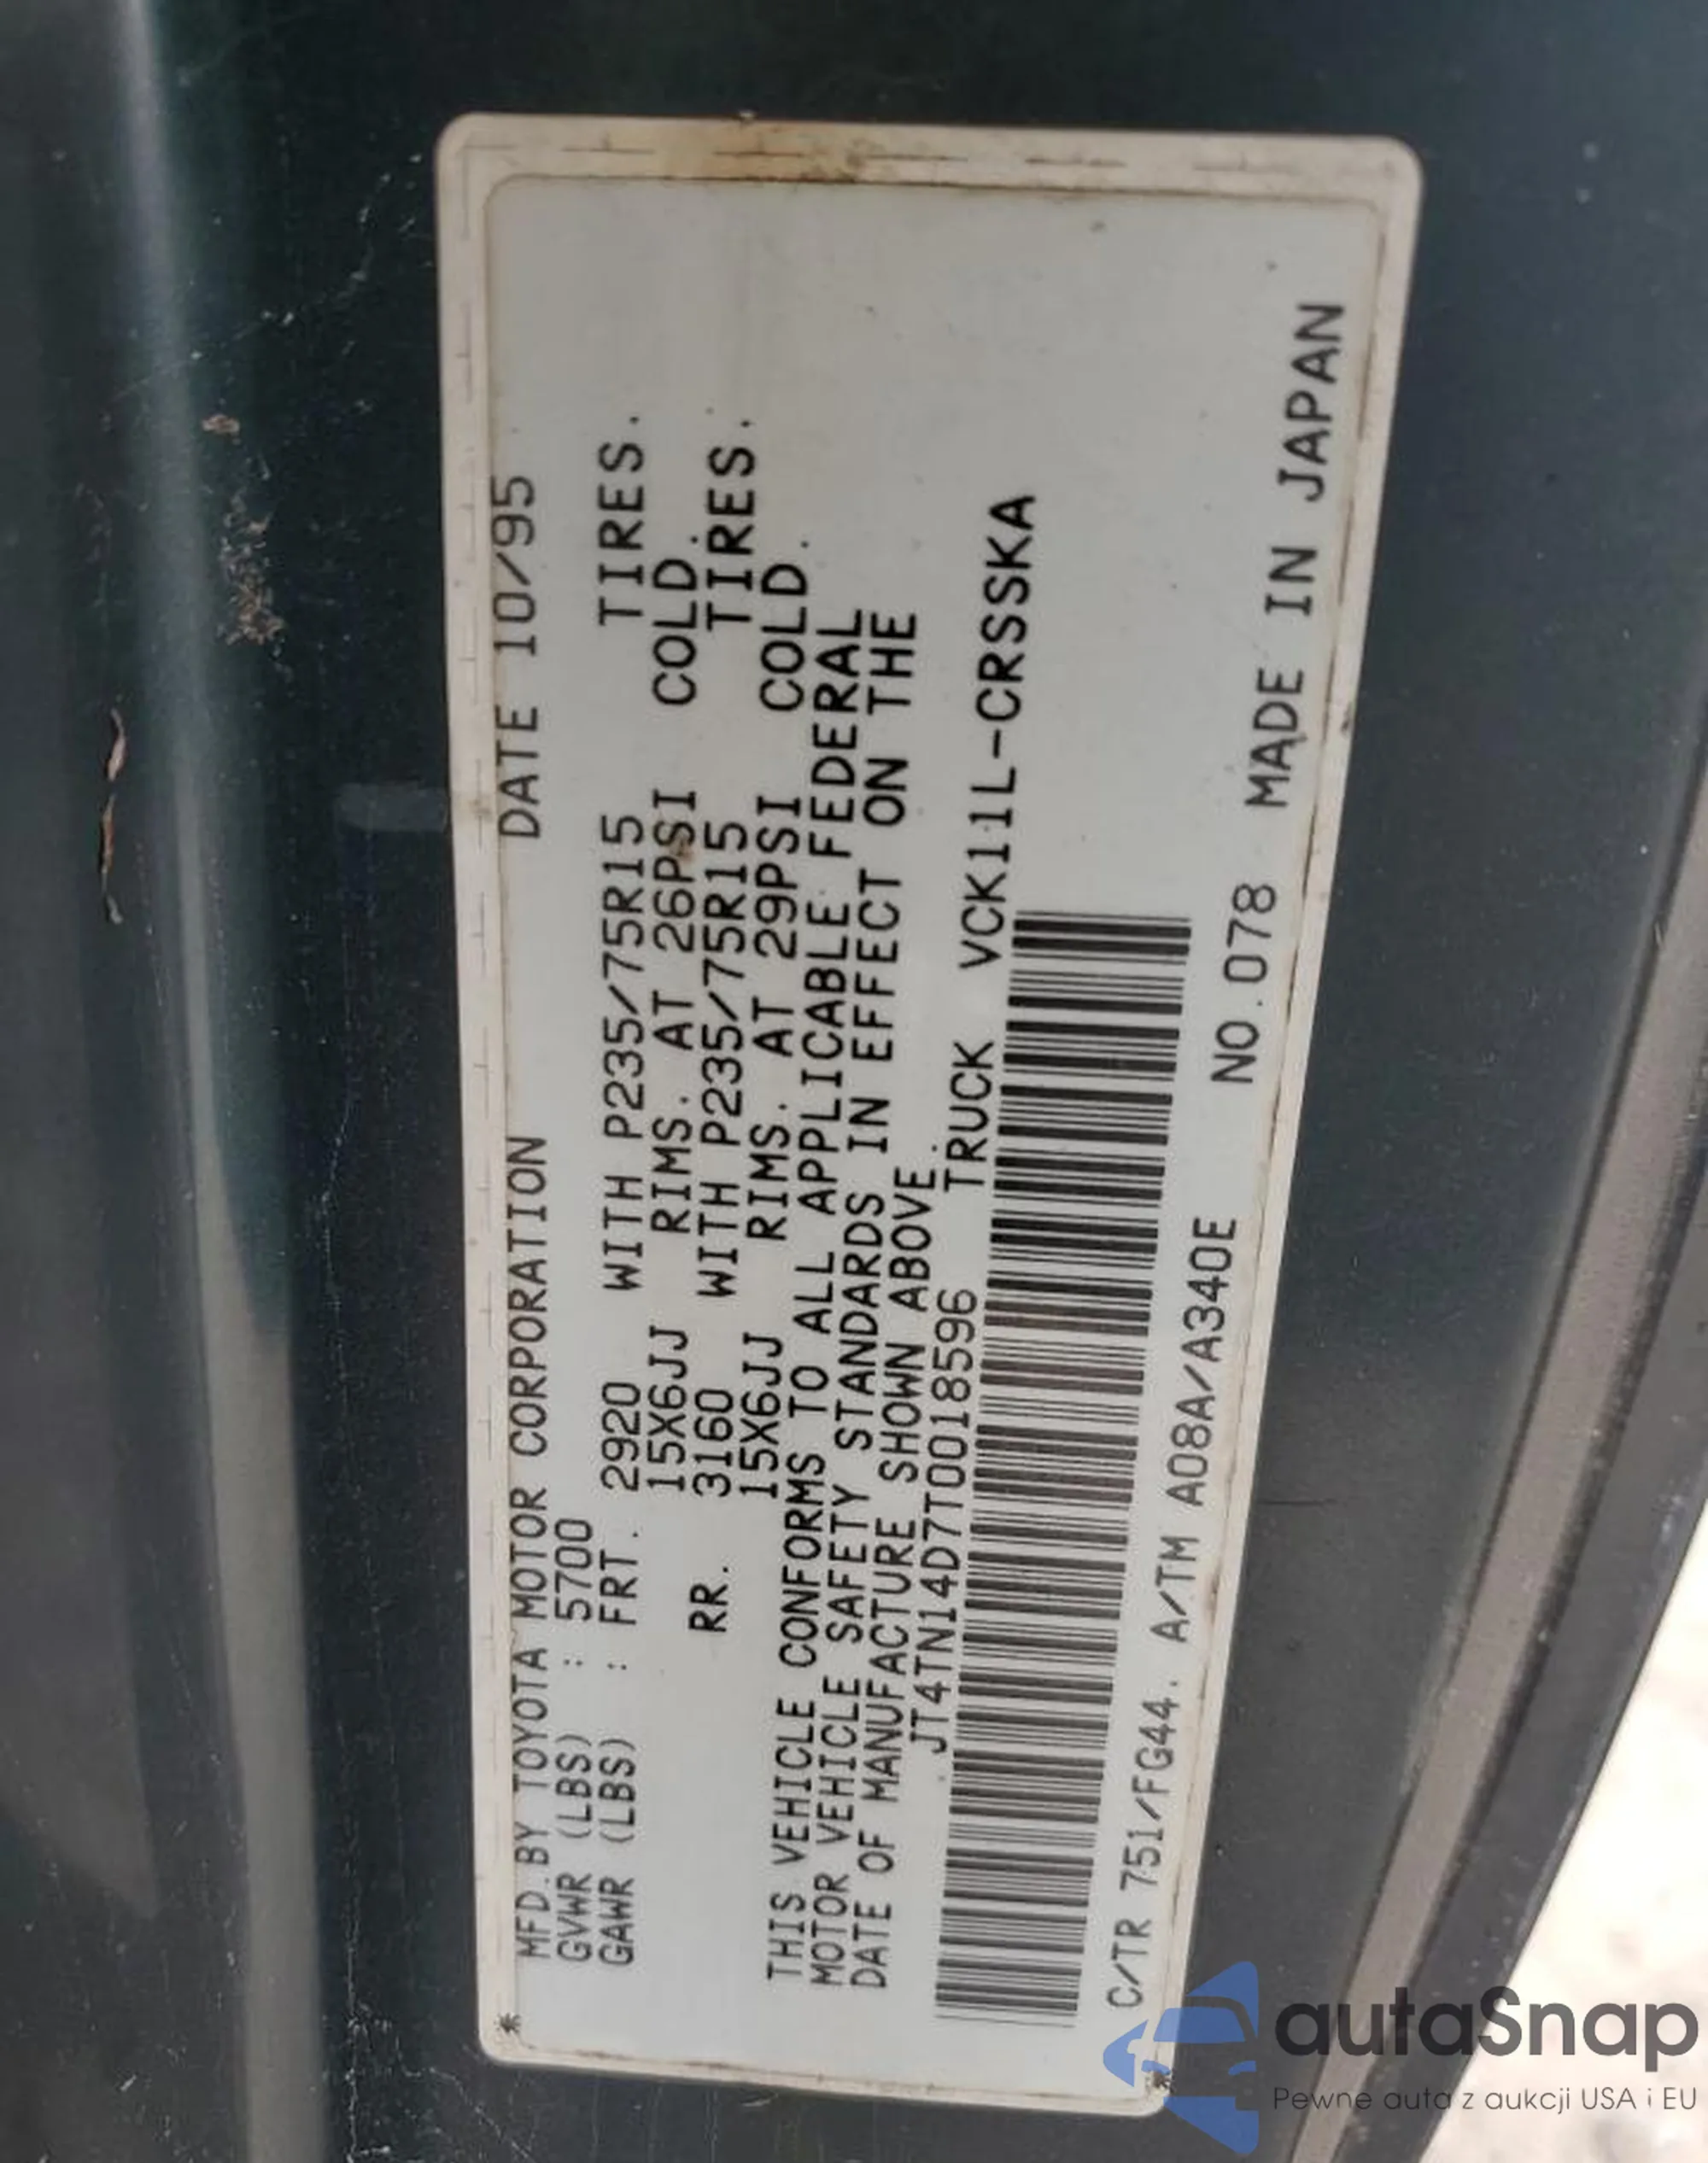 * MFD.BY TOYOTA MOTOR CORPORATION DATE 10/95
GVWR (LBS) : 5700
GAWR (LBS) : FRT. 2920 WITH P235/75R15 TIRES.
15X6JJ RIMS. AT 26PSI COLD.
RR. 3160 WITH P235/75R15 TIRES.
15X6JJ RIMS. AT 29PSI COLD.
THIS VEHICLE CONFORMS TO ALL APPLICABLE FEDERAL
MOTOR VEHICLE SAFETY STANDARDS IN EFFECT ON THE
DATE OF MANUFACTURE SHOWN ABOVE.
JT4TN14D7T0018596 TRUCK VCK11L-CRSSKA
C/TR 751/FG44. A/TM A08A/A340E NO.078 MADE IN JAPAN
*
autaSnap
Pewne auta z aukcji USA i EU